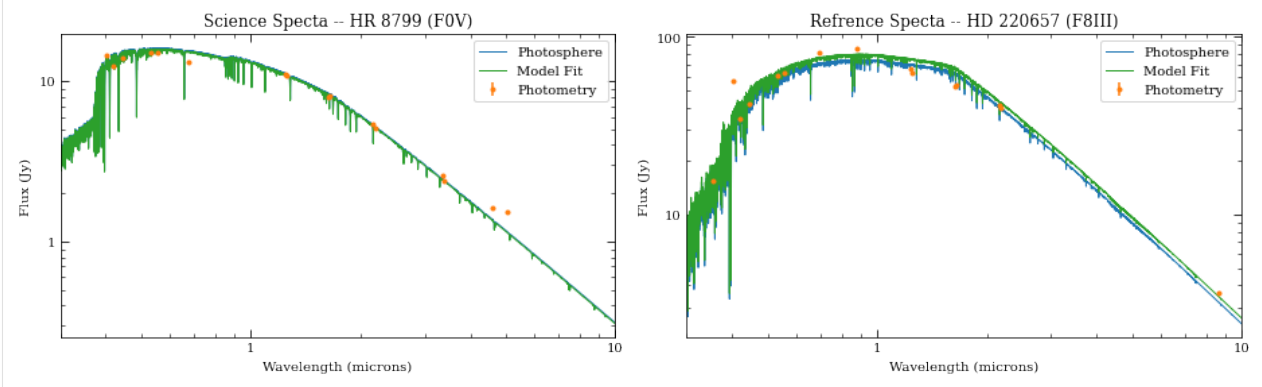 Science Specta -- HR 8799 (F0V)
Photosphere
Model Fit
Photometry
10
1
Flux (Jy)
1
10
Wavelength (microns)
Refrence Specta -- HD 220657 (F8III)
Photosphere
Model Fit
Photometry
100
10
Flux (Jy)
1
10
Wavelength (microns)